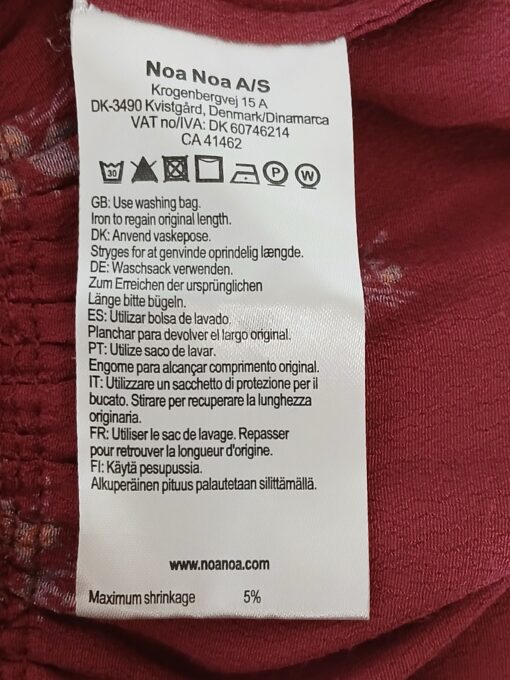 Noa Noa A/S
Krogenbergvej 15 A
DK-3490 Kvistgård, Denmark/Dinamarca
VAT no/IVA: DK 60746214
CA 41462
30 P W
GB: Use washing bag.
Iron to regain original length.
DK: Anvend vaskepose.
Stryges for at genvinde oprindelig længde.
DE: Waschsack verwenden.
Zum Erreichen der ursprünglichen
Länge bitte bügeln.
ES: Utilizar bolsa de lavado.
Planchar para devolver el largo original.
PT: Utilize saco de lavar.
Engome para alcançar comprimento original.
IT: Utilizzare un sacchetto di protezione per il
bucato. Stirare per recuperare la lunghezza
originaria.
FR: Utiliser le sac de lavage. Repasser
pour retrouver la longueur d'origine.
FI: Käytä pesupussia.
Alkuperäinen pituus palautetaan silittämällä.
www.noanoa.com
Maximum shrinkage 5%